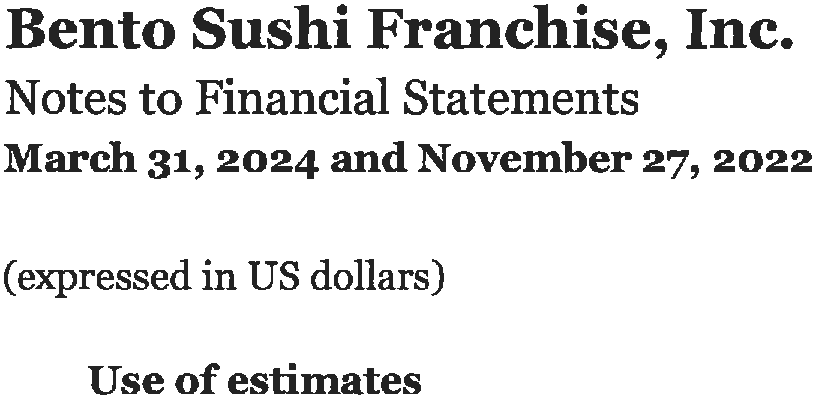 Bento Sushi Franchise, Inc.
Notes to Financial Statements
March 31, 2024 and November 27, 2022
(expressed in US dollars)
Use of estimates